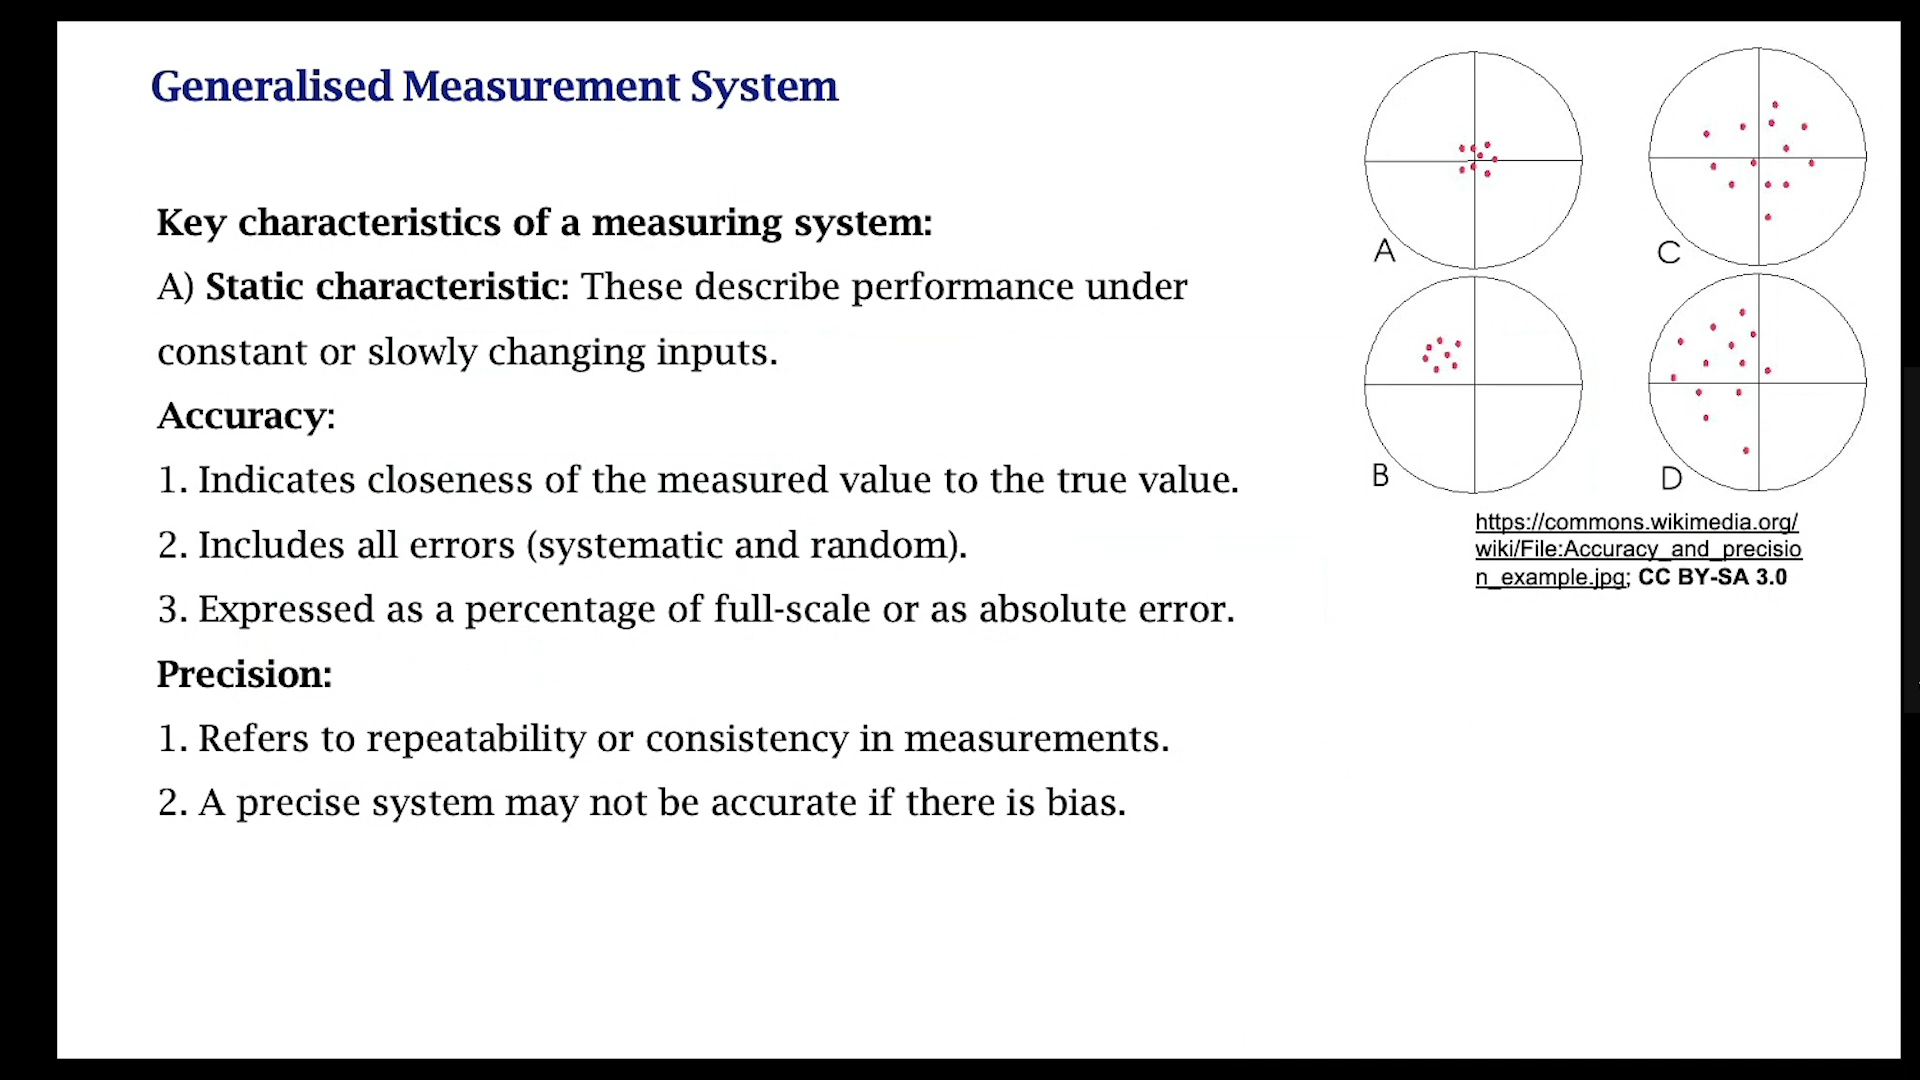 Generalised Measurement System
Key characteristics of a measuring system:
A) Static characteristic: These describe performance under
constant or slowly changing inputs.
Accuracy:
1. Indicates closeness of the measured value to the true value.
2. Includes all errors (systematic and random).
3. Expressed as a percentage of full-scale or as absolute error.
Precision:
1. Refers to repeatability or consistency in measurements.
2. A precise system may not be accurate if there is bias.
A
C
B
D
https://commons.wikimedia.org/
wiki/File:Accuracy_and_precisio
n_example.jpg; CC BY-SA 3.0